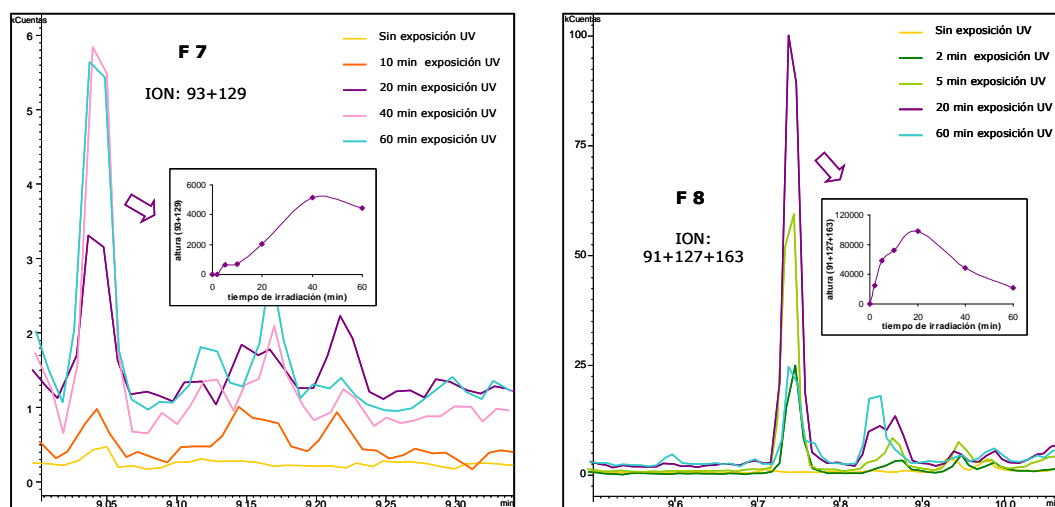 kCuentas
6
5
4
3
2
1
0
F 7
ION: 93+129
Sin exposición UV
10 min exposición UV
20 min exposición UV
40 min exposición UV
60 min exposición UV
altura (93+129)
6000
4000
2000
0
0 20 40 60
tiempo de irradiación (min)
9.05 9.10 9.15 9.20 9.25 9.30 min
kCuentas
100
75
50
25
0
F 8
ION:
91+127+163
Sin exposición UV
2 min exposición UV
5 min exposición UV
20 min exposición UV
60 min exposición UV
altura (91+127+163)
120000
80000
40000
0
0 20 40 60
tiempo de irradiación (min)
9.6 9.7 9.8 9.9 10.0